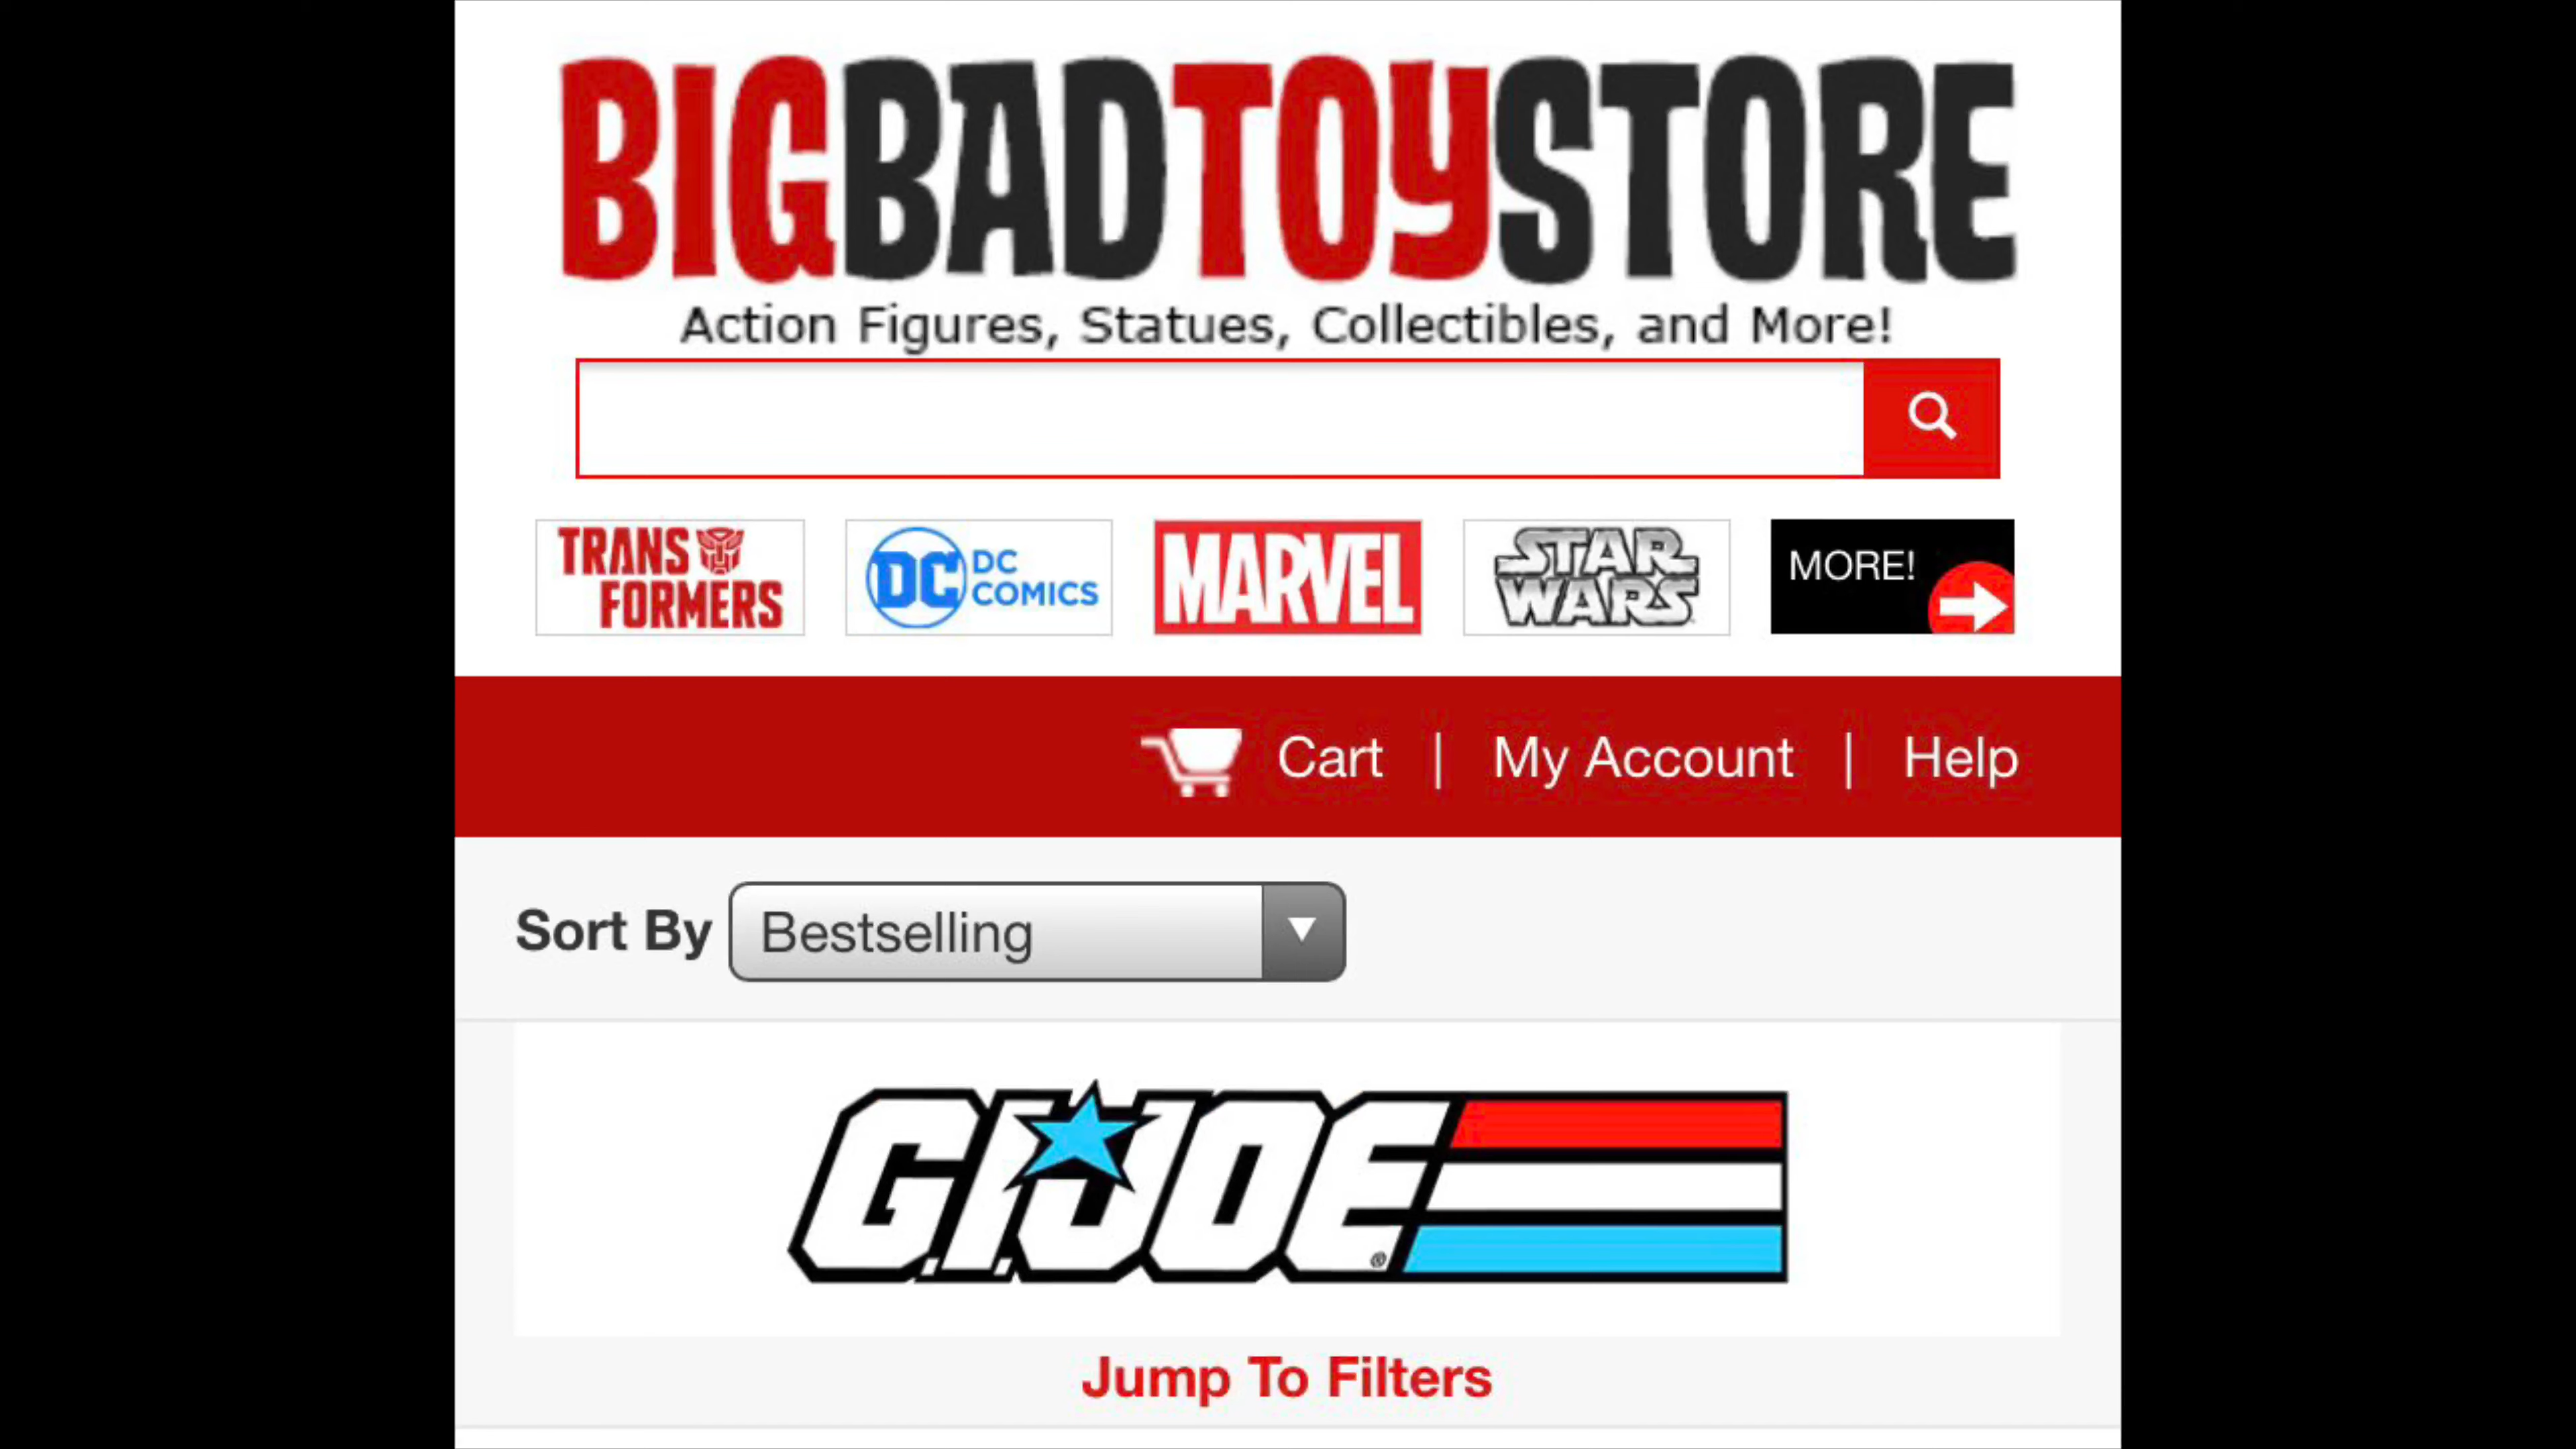 BIGBADTOYSTORE
Action Figures, Statues, Collectibles, and More!
TRANS
FORMERS
DC
DC
COMICS
MARVEL
STAR
WARS
MORE!
Cart | My Account | Help
Sort By Bestselling
G.I.JOE®
Jump To Filters